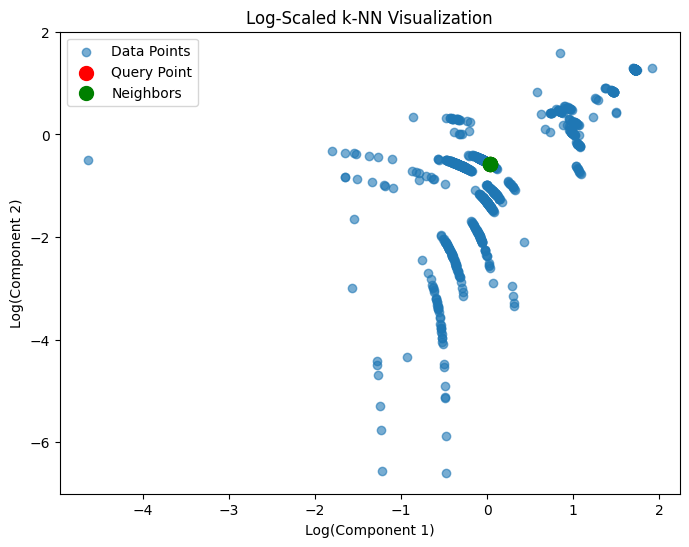 Log-Scaled k-NN Visualization
Data Points
Query Point
Neighbors
2
0
−2
−4
−6
Log(Component 2)
−4
−3
−2
−1
0
1
2
Log(Component 1)